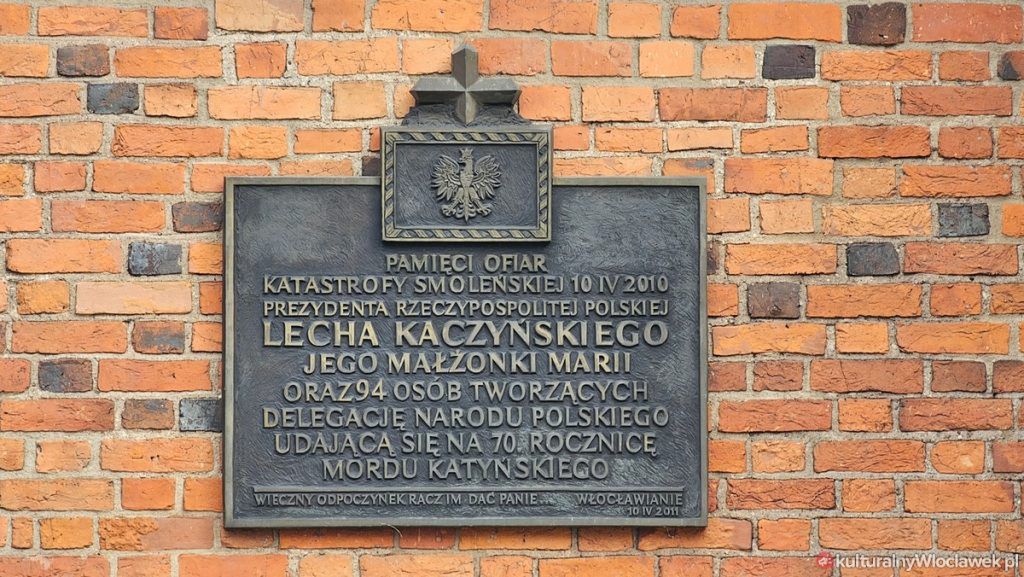 PAMIĘCI OFIAR
KATASTROFY SMOLEŃSKIEJ 10 IV 2010
PREZYDENTA RZECZYPOSPOLITEJ POLSKIEJ
LECHA KACZYŃSKIEGO
JEGO MAŁŻONKI MARII
ORAZ 94 OSÓB TWORZĄCYCH
DELEGACJĘ NARODU POLSKIEGO
UDAJĄCĄ SIĘ NA 70. ROCZNICĘ
MORDU KATYŃSKIEGO
WIECZNY ODPOCZYNEK RACZ IM DAĆ PANIE... WŁOCŁAWIANIE
10 IV 2011
kulturalnyWloclawek.pl